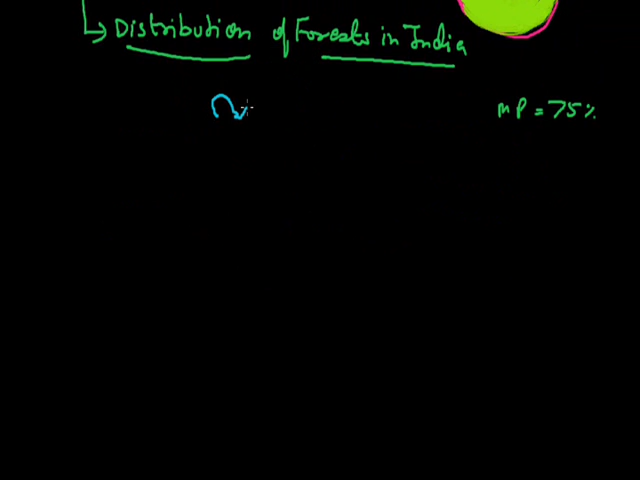 Distribution of Forests in India
MP = 75%